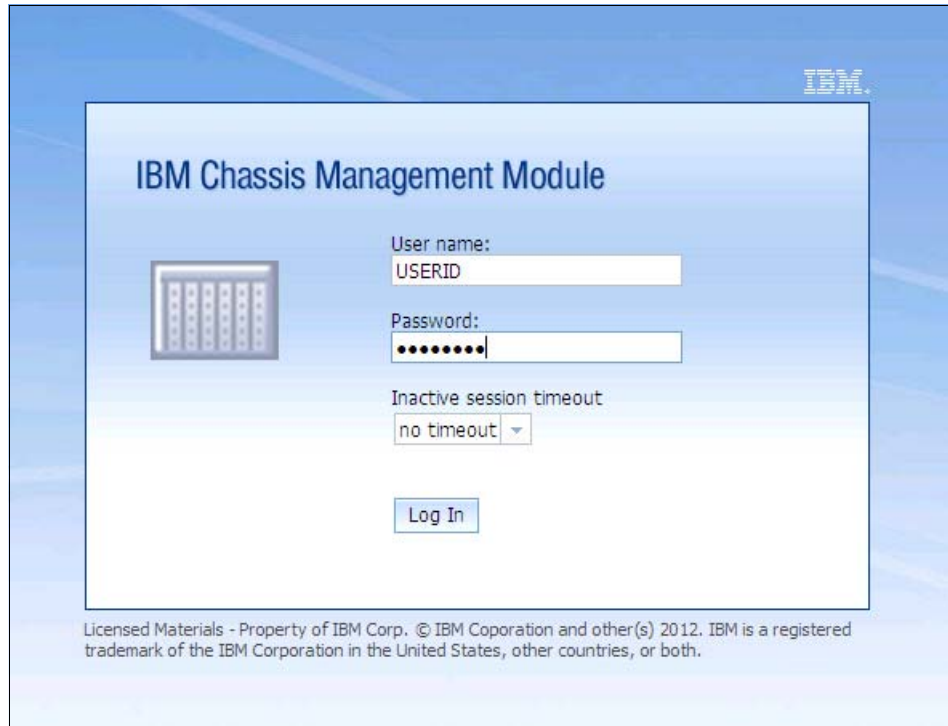 IBM.
IBM Chassis Management Module
User name:
USERID
Password:
••••••••
Inactive session timeout
no timeout
Log In
Licensed Materials - Property of IBM Corp. © IBM Coporation and other(s) 2012. IBM is a registered
trademark of the IBM Corporation in the United States, other countries, or both.